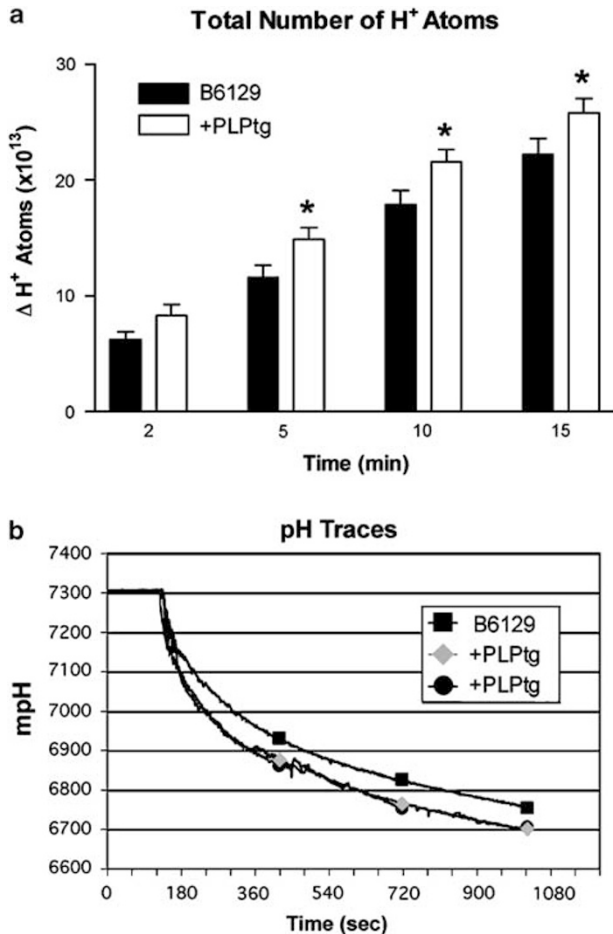 a
Total Number of H+ Atoms
B6129
+PLPtg
Δ H+ Atoms (x10^13)
30
20
10
0
* * *
2 5 10 15
Time (min)
b
pH Traces
mpH
7400
7300
7200
7100
7000
6900
6800
6700
6600
B6129
+PLPtg
+PLPtg
0 180 360 540 720 900 1080
Time (sec)